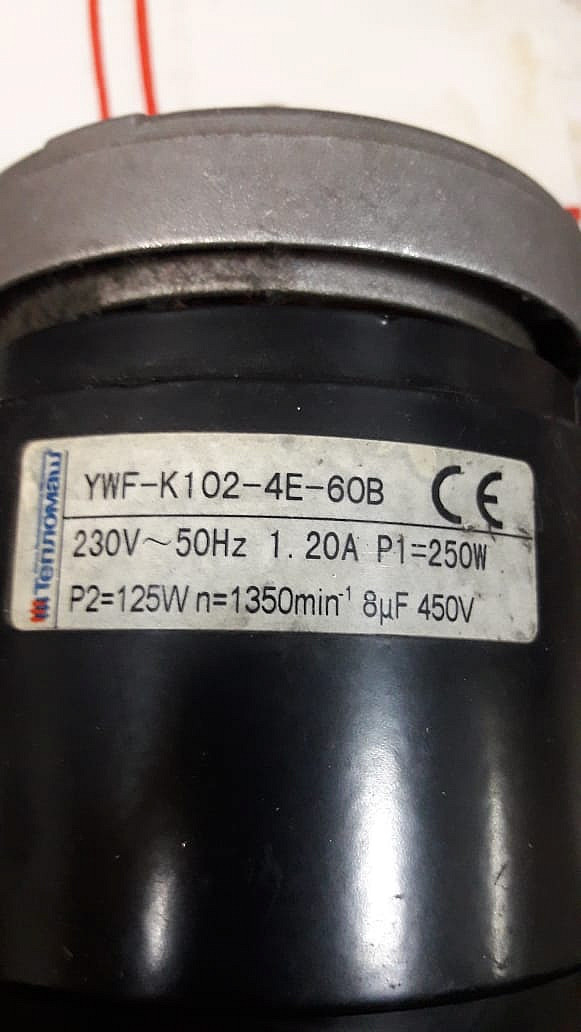 Тепломаш
YWF-K102-4E-60B CE
230V~50Hz 1.20A P1=250W
P2=125W n=1350min⁻¹ 8µF 450V